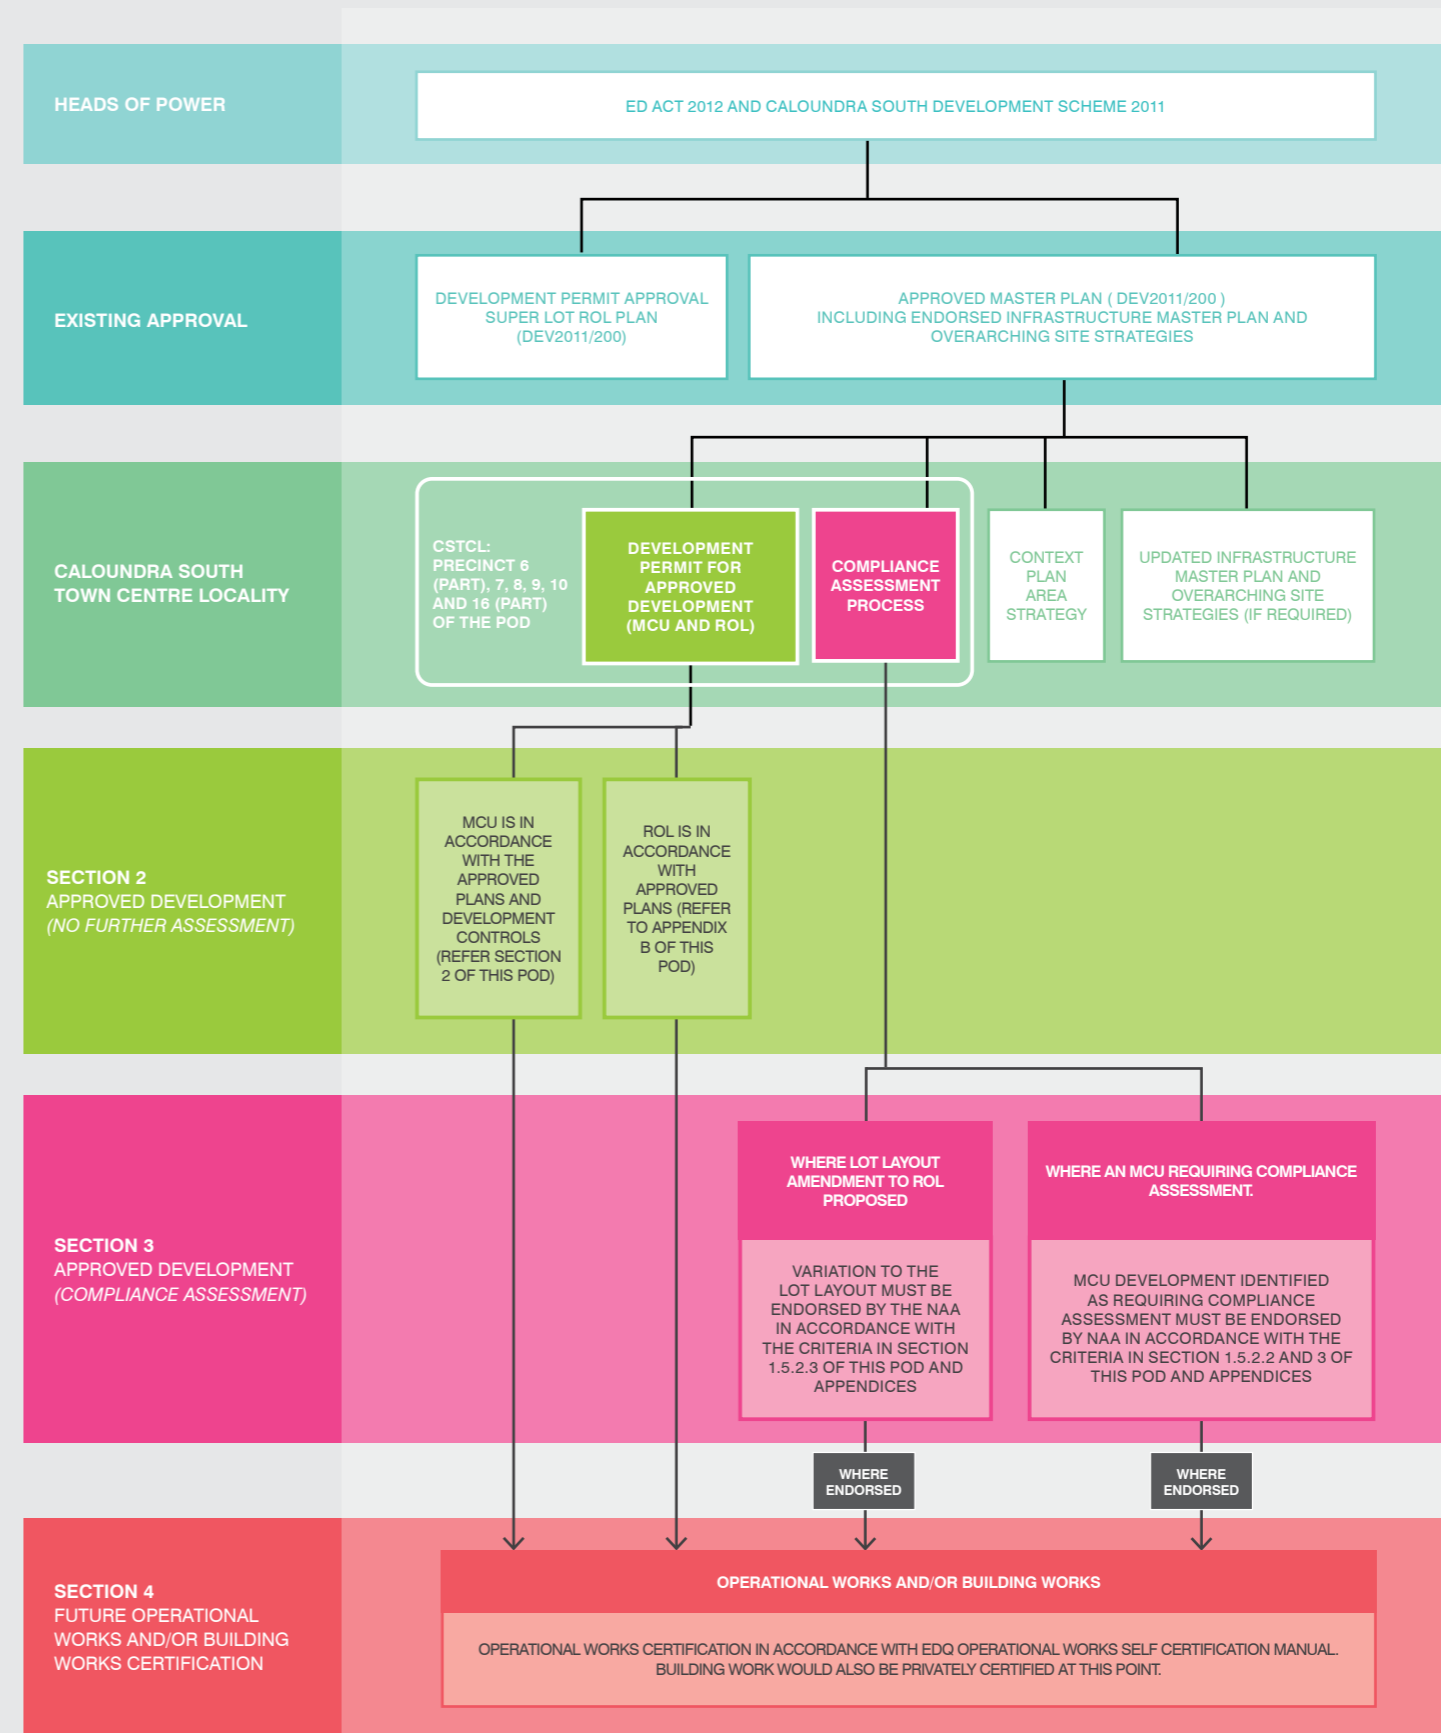 HEADS OF POWER
ED ACT 2012 AND CALOUNDRA SOUTH DEVELOPMENT SCHEME 2011
EXISTING APPROVAL
DEVELOPMENT PERMIT APPROVAL
SUPER LOT ROL PLAN
(DEV2011/200)
APPROVED MASTER PLAN ( DEV2011/200 )
INCLUDING ENDORSED INFRASTRUCTURE MASTER PLAN AND
OVERARCHING SITE STRATEGIES
CALOUNDRA SOUTH
TOWN CENTRE LOCALITY
CSTCL:
PRECINCT 6
(PART), 7, 8, 9, 10
AND 16 (PART)
OF THE POD
DEVELOPMENT
PERMIT FOR
APPROVED
DEVELOPMENT
(MCU AND ROL)
COMPLIANCE
ASSESSMENT
PROCESS
CONTEXT
PLAN
AREA
STRATEGY
UPDATED INFRASTRUCTURE
MASTER PLAN AND
OVERARCHING SITE
STRATEGIES (IF REQUIRED)
SECTION 2
APPROVED DEVELOPMENT
(NO FURTHER ASSESSMENT)
MCU IS IN
ACCORDANCE
WITH THE
APPROVED
PLANS AND
DEVELOPMENT
CONTROLS
(REFER SECTION
2 OF THIS POD)
ROL IS IN
ACCORDANCE
WITH
APPROVED
PLANS (REFER
TO APPENDIX
B OF THIS
POD)
SECTION 3
APPROVED DEVELOPMENT
(COMPLIANCE ASSESSMENT)
WHERE LOT LAYOUT
AMENDMENT TO ROL
PROPOSED
VARIATION TO THE
LOT LAYOUT MUST BE
ENDORSED BY THE NAA
IN ACCORDANCE WITH
THE CRITERIA IN SECTION
1.5.2.3 OF THIS POD AND
APPENDICES
WHERE AN MCU REQUIRING COMPLIANCE
ASSESSMENT.
MCU DEVELOPMENT IDENTIFIED
AS REQUIRING COMPLIANCE
ASSESSMENT MUST BE ENDORSED
BY NAA IN ACCORDANCE WITH THE
CRITERIA IN SECTION 1.5.2.2 AND 3 OF
THIS POD AND APPENDICES
WHERE
ENDORSED
WHERE
ENDORSED
SECTION 4
FUTURE OPERATIONAL
WORKS AND/OR BUILDING
WORKS CERTIFICATION
OPERATIONAL WORKS AND/OR BUILDING WORKS
OPERATIONAL WORKS CERTIFICATION IN ACCORDANCE WITH EDQ OPERATIONAL WORKS SELF CERTIFICATION MANUAL.
BUILDING WORK WOULD ALSO BE PRIVATELY CERTIFIED AT THIS POINT.